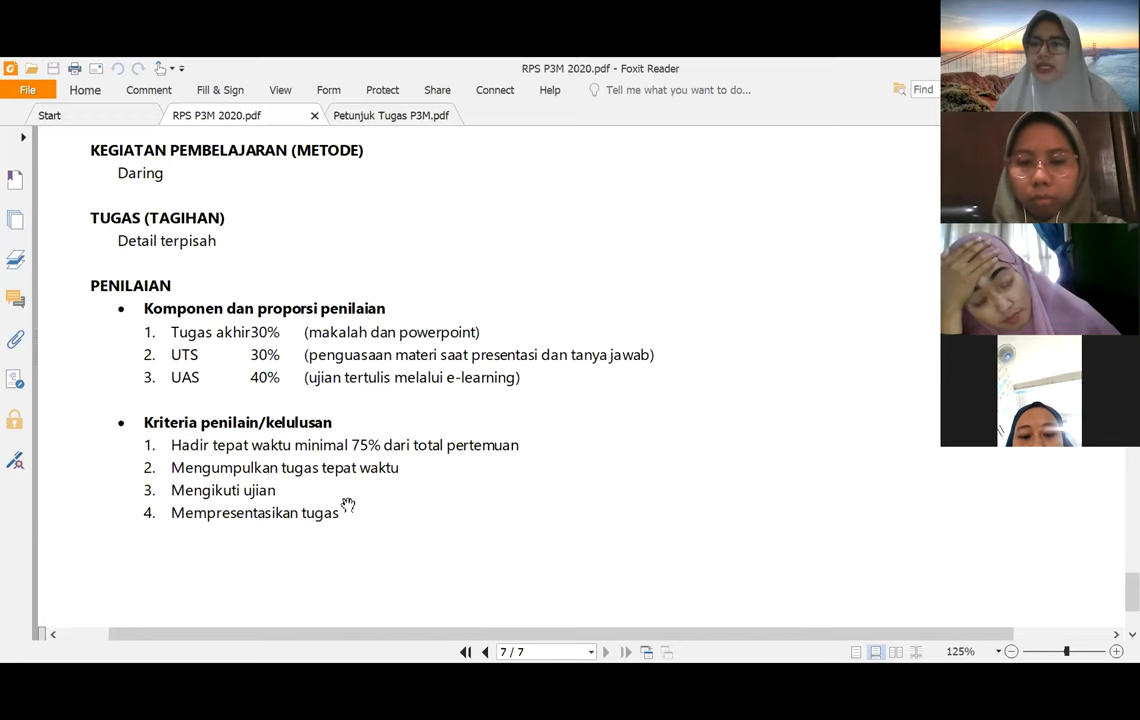 RPS P3M 2020.pdf - Foxit Reader
File Home Comment Fill & Sign View Form Protect Share Connect Help Tell me what you want to do... Find
Start RPS P3M 2020.pdf Petunjuk Tugas P3M.pdf
KEGIATAN PEMBELAJARAN (METODE)
Daring
TUGAS (TAGIHAN)
Detail terpisah
PENILAIAN
• Komponen dan proporsi penilaian
1. Tugas akhir30% (makalah dan powerpoint)
2. UTS 30% (penguasaan materi saat presentasi dan tanya jawab)
3. UAS 40% (ujian tertulis melalui e-learning)
• Kriteria penilain/kelulusan
1. Hadir tepat waktu minimal 75% dari total pertemuan
2. Mengumpulkan tugas tepat waktu
3. Mengikuti ujian
4. Mempresentasikan tugas
7 / 7 125%